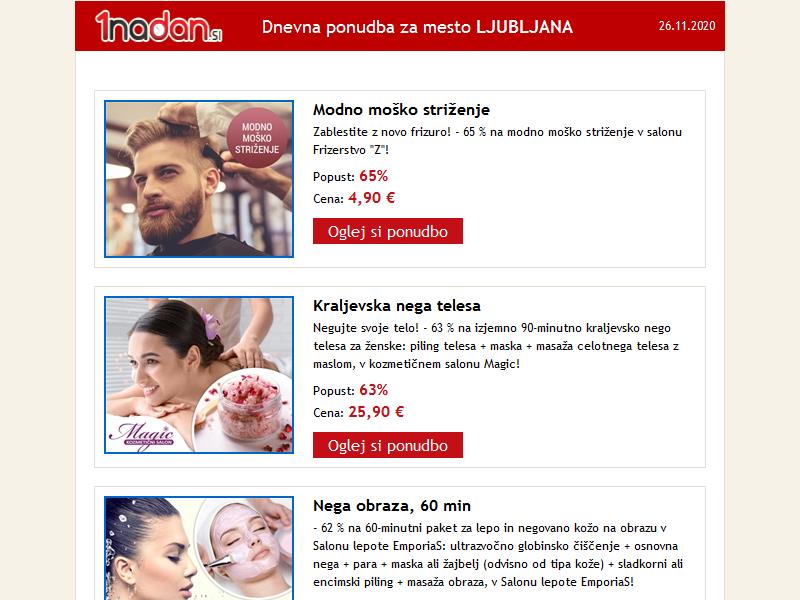 1nadan.si
Dnevna ponudba za mesto LJUBLJANA
26.11.2020
MODNO
MOŠKO
STRIŽENJE
Modno moško striženje
Zablestite z novo frizuro! - 65 % na modno moško striženje v salonu
Frizerstvo "Z"!
Popust: 65%
Cena: 4,90 €
Oglej si ponudbo
Magic
KOZMETIČNI SALON
Kraljevska nega telesa
Negujte svoje telo! - 63 % na izjemno 90-minutno kraljevsko nego
telesa za ženske: piling telesa + maska + masaža celotnega telesa z
maslom, v kozmetičnem salonu Magic!
Popust: 63%
Cena: 25,90 €
Oglej si ponudbo
Nega obraza, 60 min
- 62 % na 60-minutni paket za lepo in negovano kožo na obrazu v
Salonu lepote EmporiaS: ultrazvočno globinsko čiščenje + osnovna
nega + para + maska ali žajbelj (odvisno od tipa kože) + sladkorni ali
encimski piling + masaža obraza, v Salonu lepote EmporiaS!